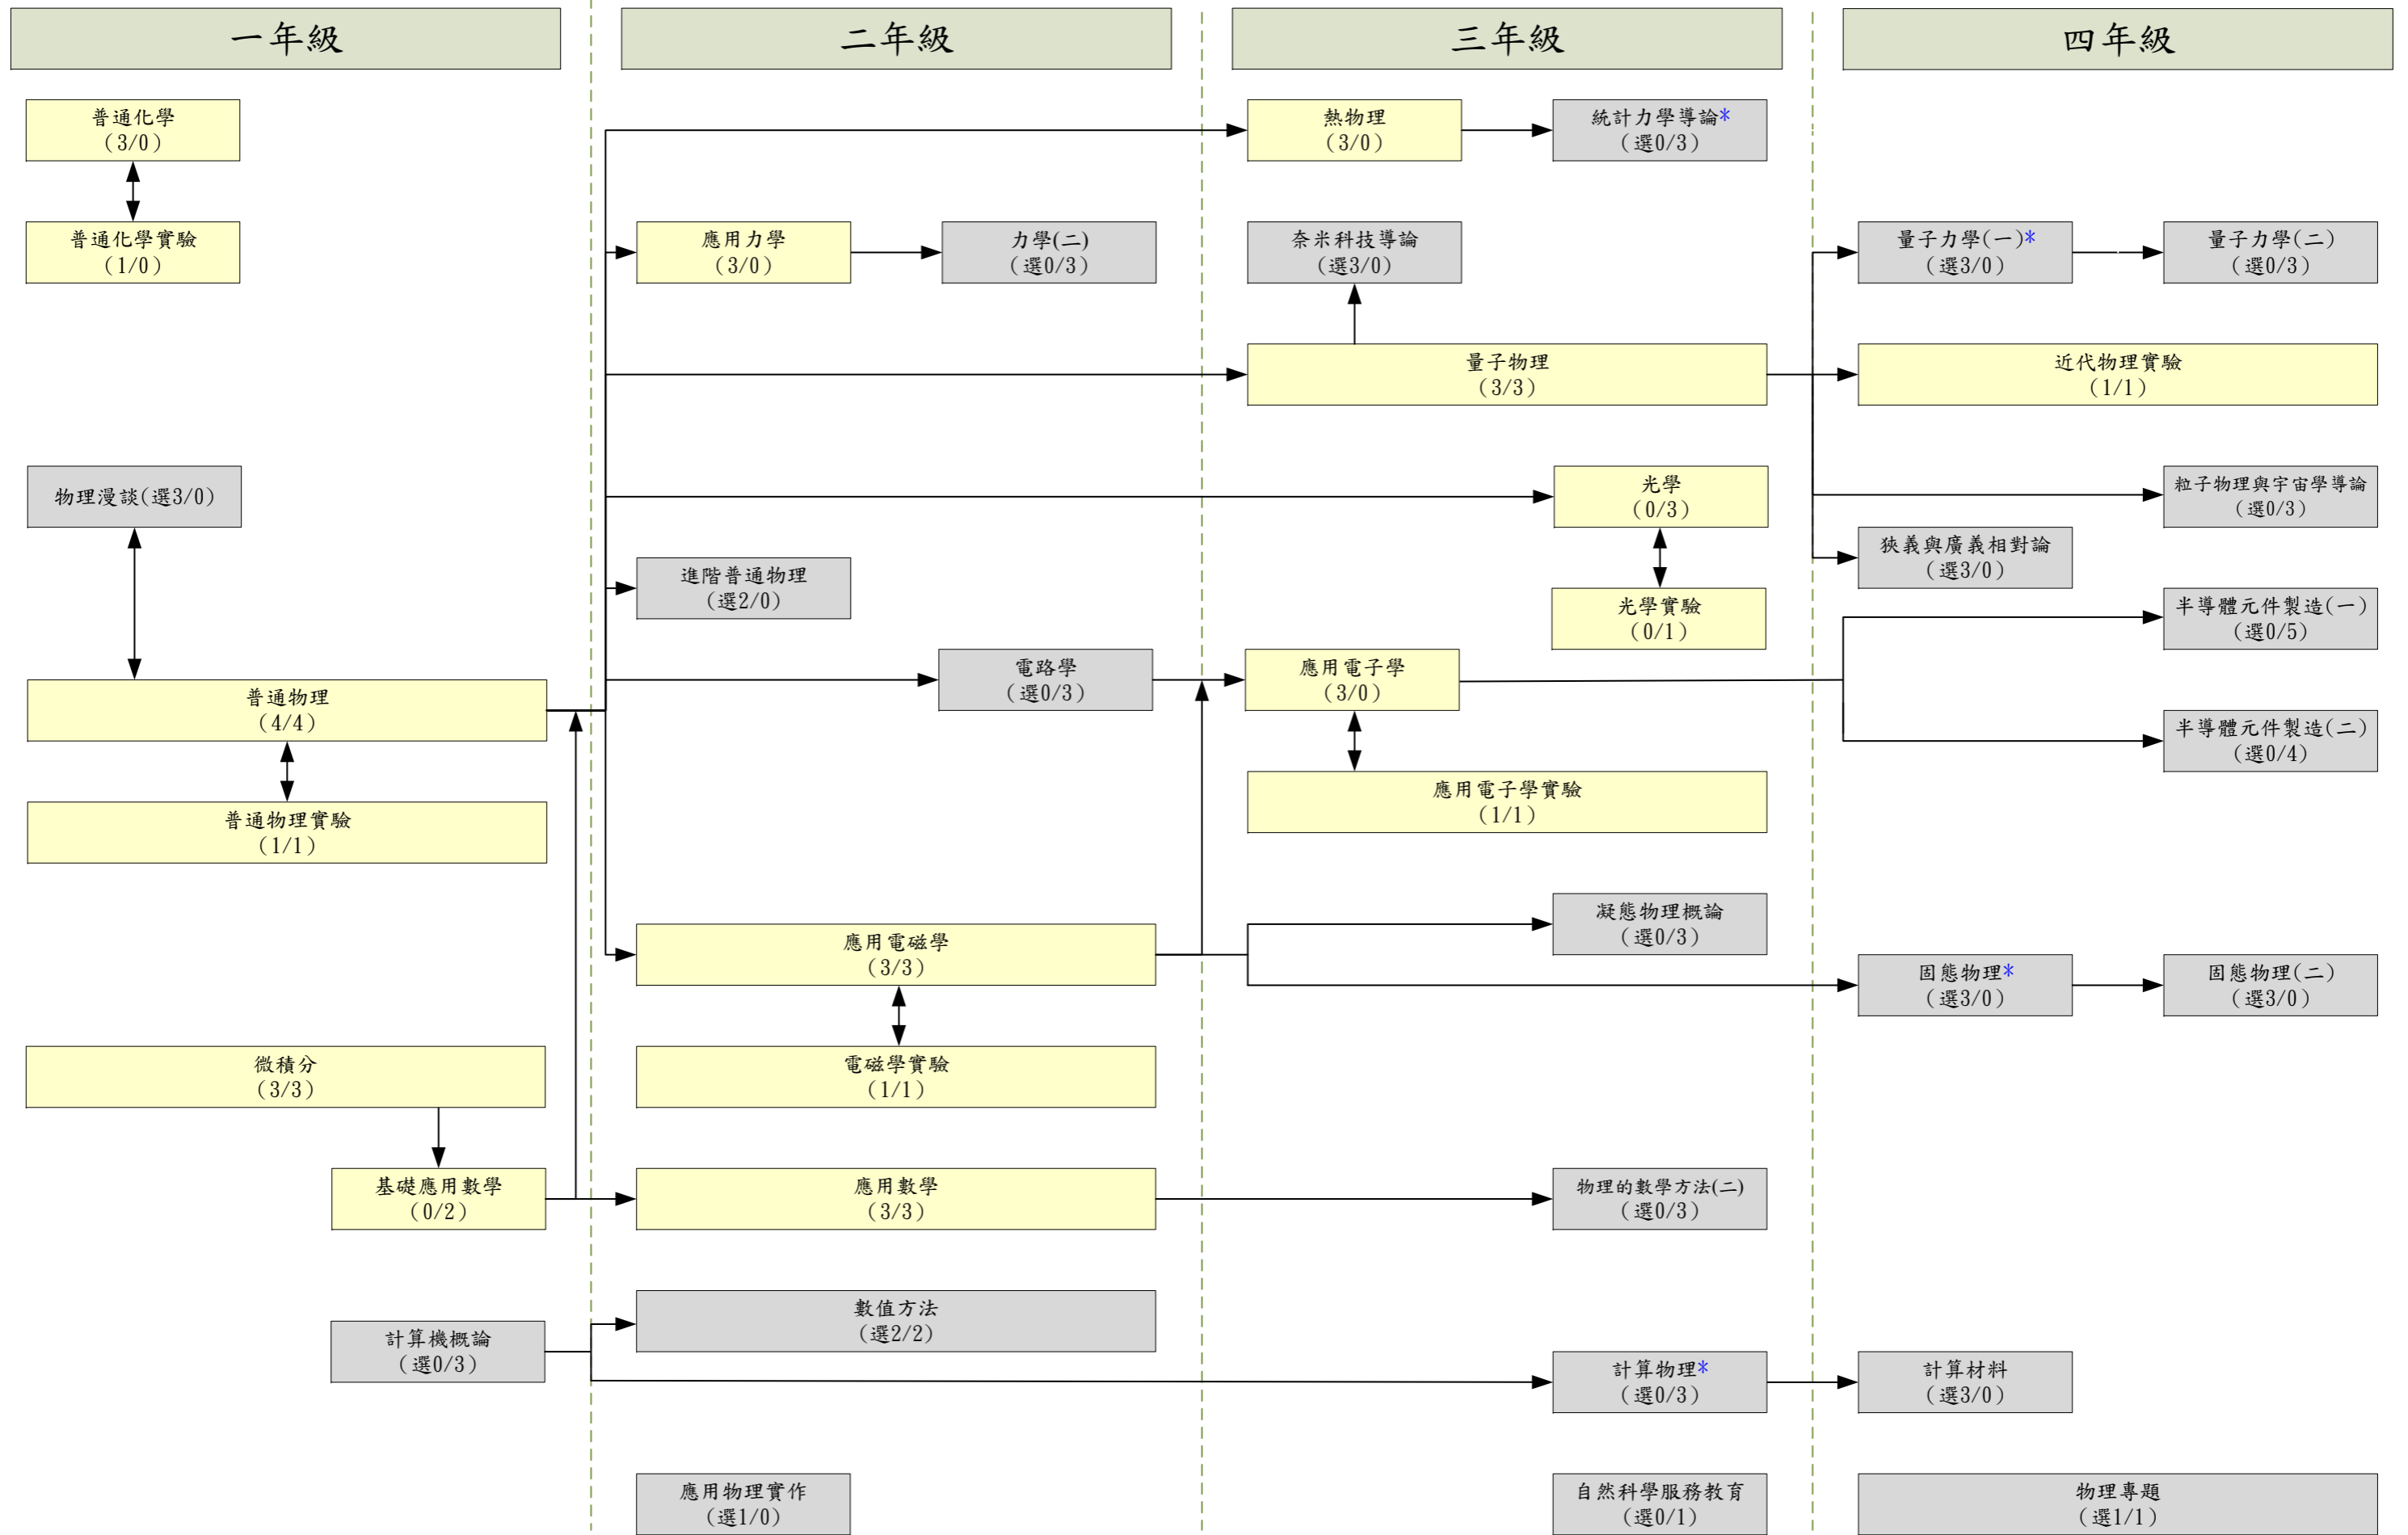 一年級
二年級
三年級
四年級
普通化學
(3/0)
熱物理
(3/0)
統計力學導論*
(選0/3)
普通化學實驗
(1/0)
應用力學
(3/0)
力學(二)
(選0/3)
奈米科技導論
(選3/0)
量子力學(一)*
(選3/0)
量子力學(二)
(選0/3)
量子物理
(3/3)
近代物理實驗
(1/1)
物理漫談(選3/0)
光學
(0/3)
粒子物理與宇宙學導論
(選0/3)
狹義與廣義相對論
(選3/0)
進階普通物理
(選2/0)
光學實驗
(0/1)
半導體元件製造(一)
(選0/5)
普通物理
(4/4)
電路學
(選0/3)
應用電子學
(3/0)
半導體元件製造(二)
(選0/4)
普通物理實驗
(1/1)
應用電子學實驗
(1/1)
應用電磁學
(3/3)
凝態物理概論
(選0/3)
固態物理*
(選3/0)
固態物理(二)
(選3/0)
微積分
(3/3)
電磁學實驗
(1/1)
基礎應用數學
(0/2)
應用數學
(3/3)
物理的數學方法(二)
(選0/3)
計算機概論
(選0/3)
數值方法
(選2/2)
計算物理*
(選0/3)
計算材料
(選3/0)
應用物理實作
(選1/0)
自然科學服務教育
(選0/1)
物理專題
(選1/1)